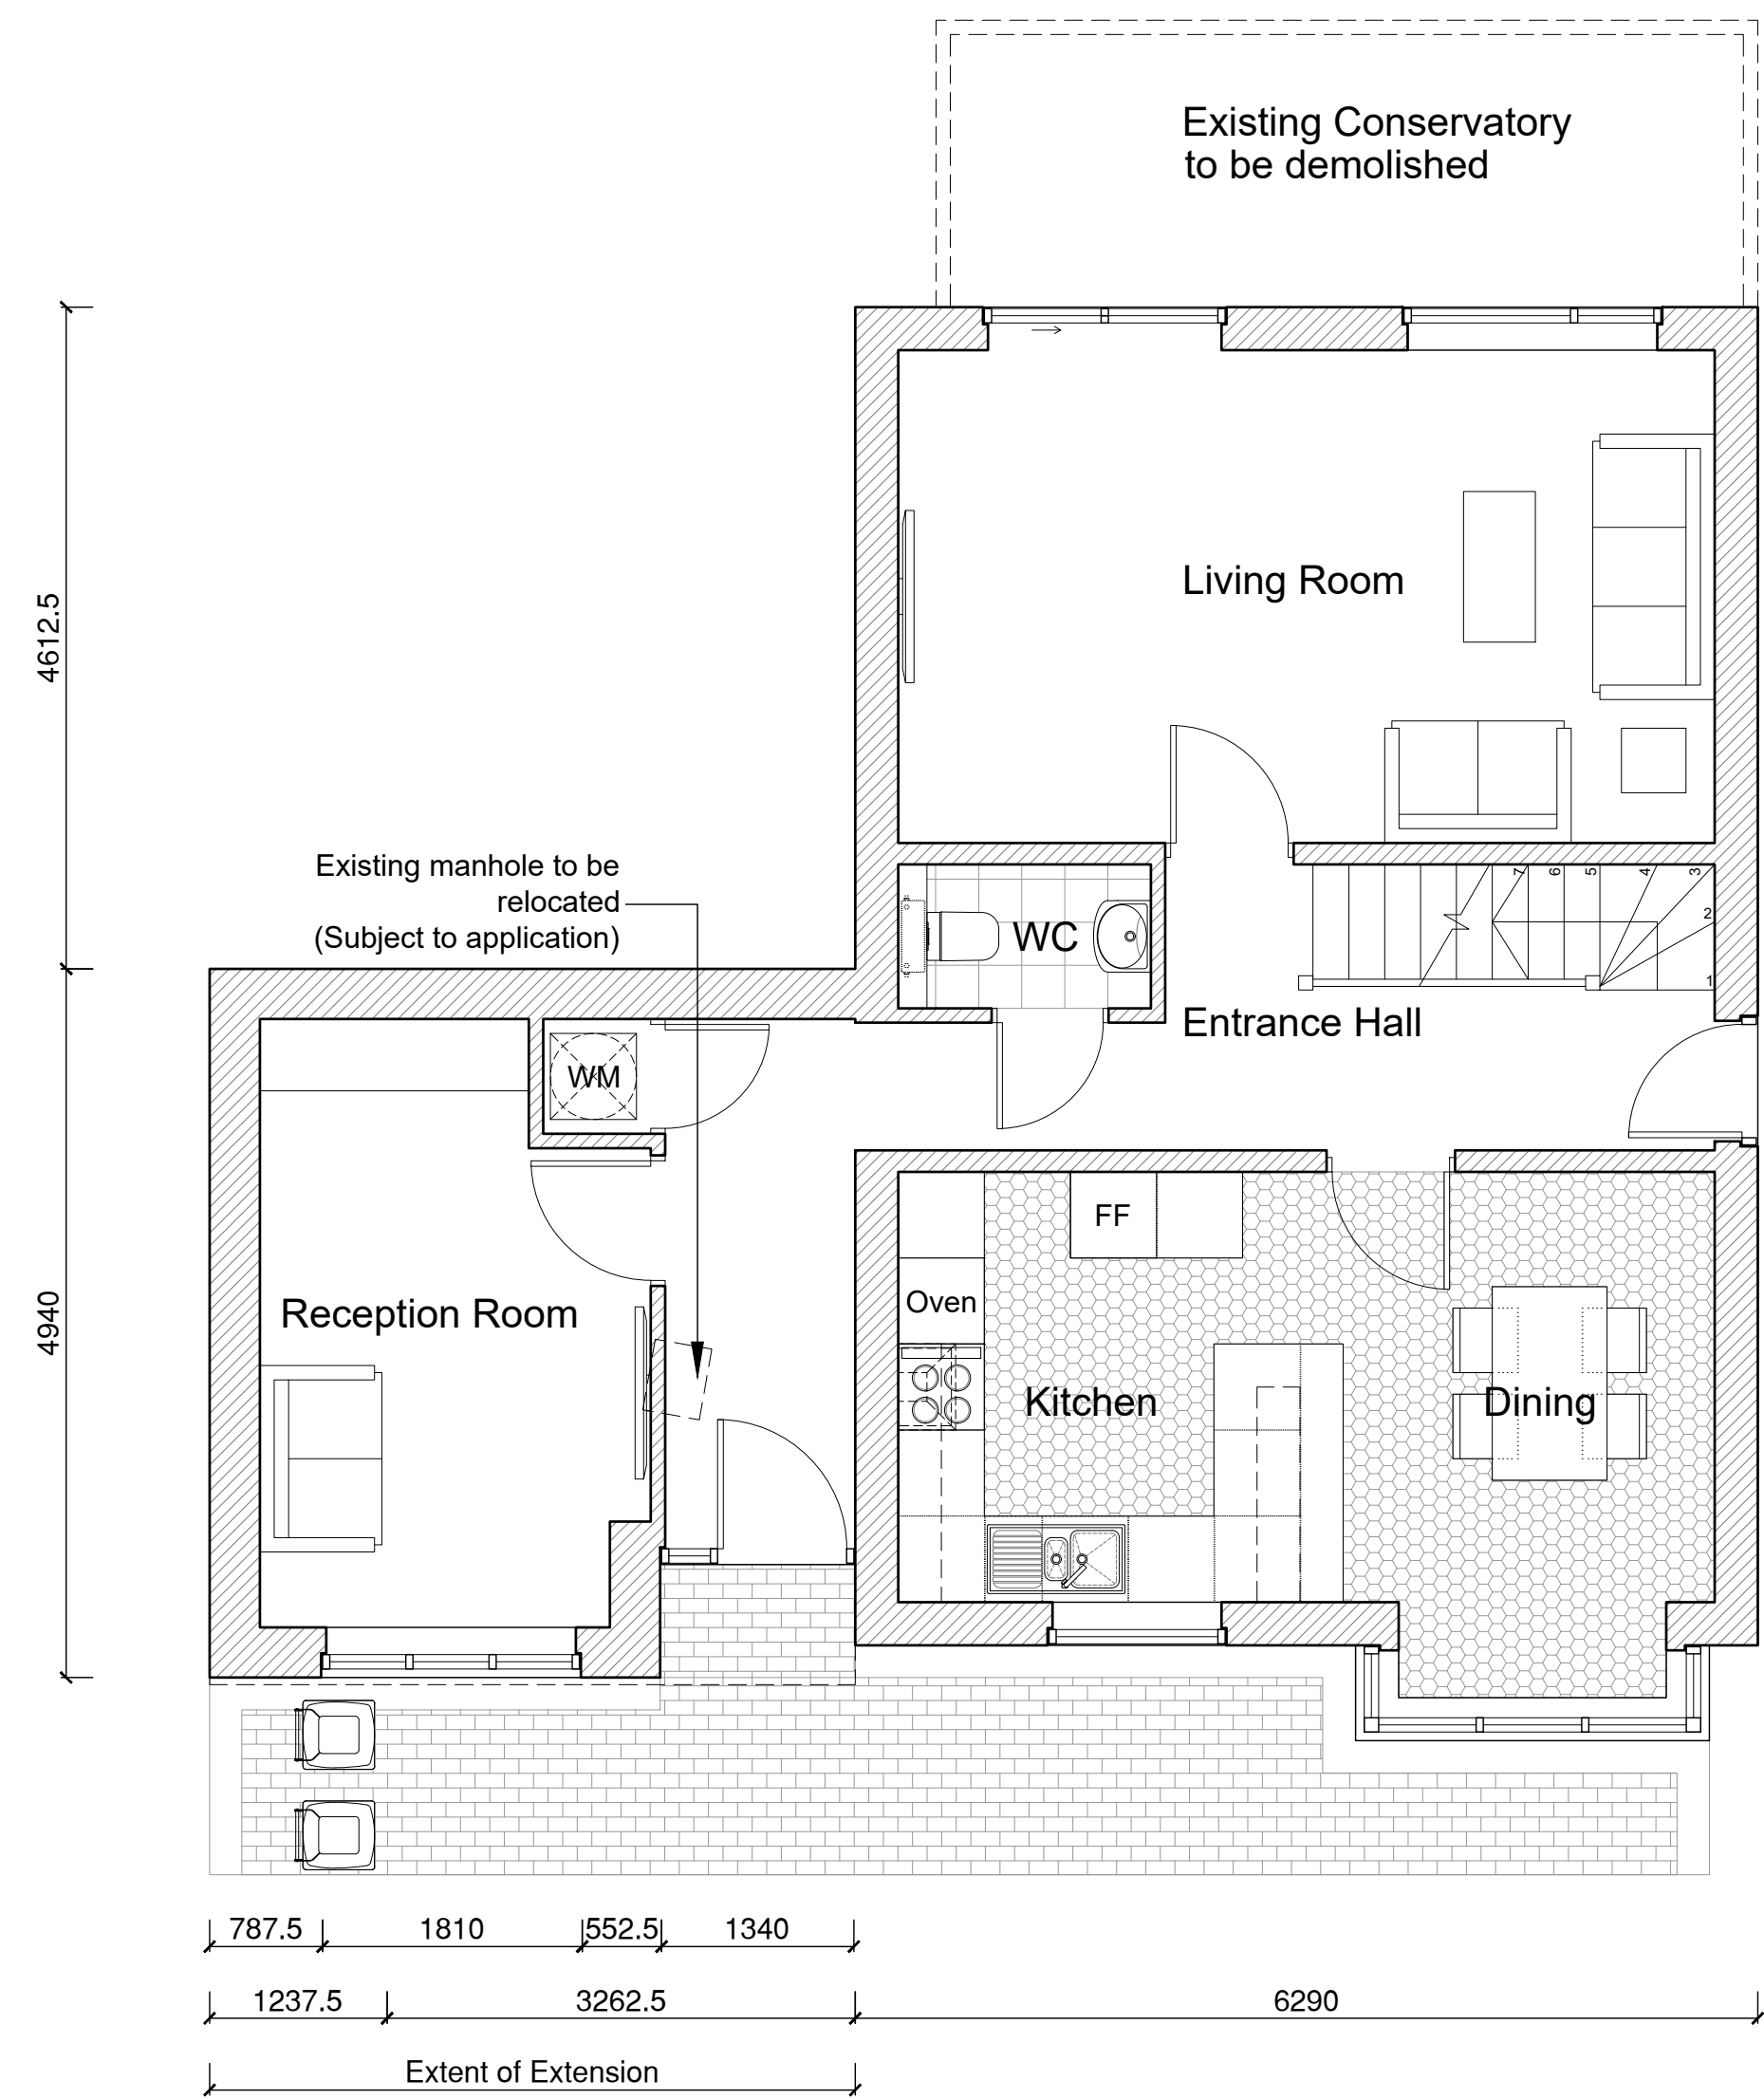 Existing Conservatory
to be demolished
4612.5
Living Room
Existing manhole to be
relocated
(Subject to application)
WC
7
6
5
4
3
2
1
Entrance Hall
WM
FF
Oven
4940
Reception Room
Kitchen
Dining
787.5
1810
552.5
1340
1237.5
3262.5
6290
Extent of Extension